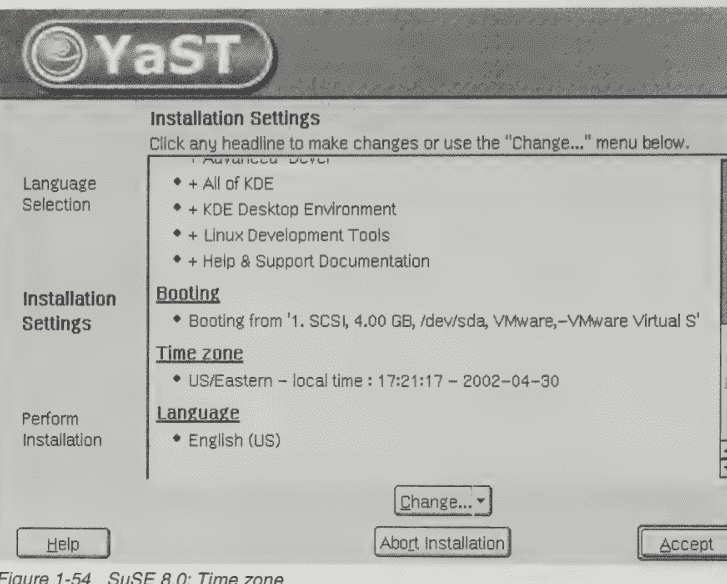 YaST
Installation Settings
Click any headline to make changes or use the "Change..." menu below.
+ All of KDE
+ KDE Desktop Environment
+ Linux Development Tools
+ Help & Support Documentation
Booting
Booting from '1. SCSI, 4.00 GB, /dev/sda, VMware,-VMware Virtual S'
Time zone
US/Eastern - local time : 17:21:17 - 2002-04-30
Language
English (US)
Language
Selection
Installation
Settings
Perform
Installation
Change...
Help
Abort Installation
Accept
Figure 1-54 SuSE 8.0: Time zone